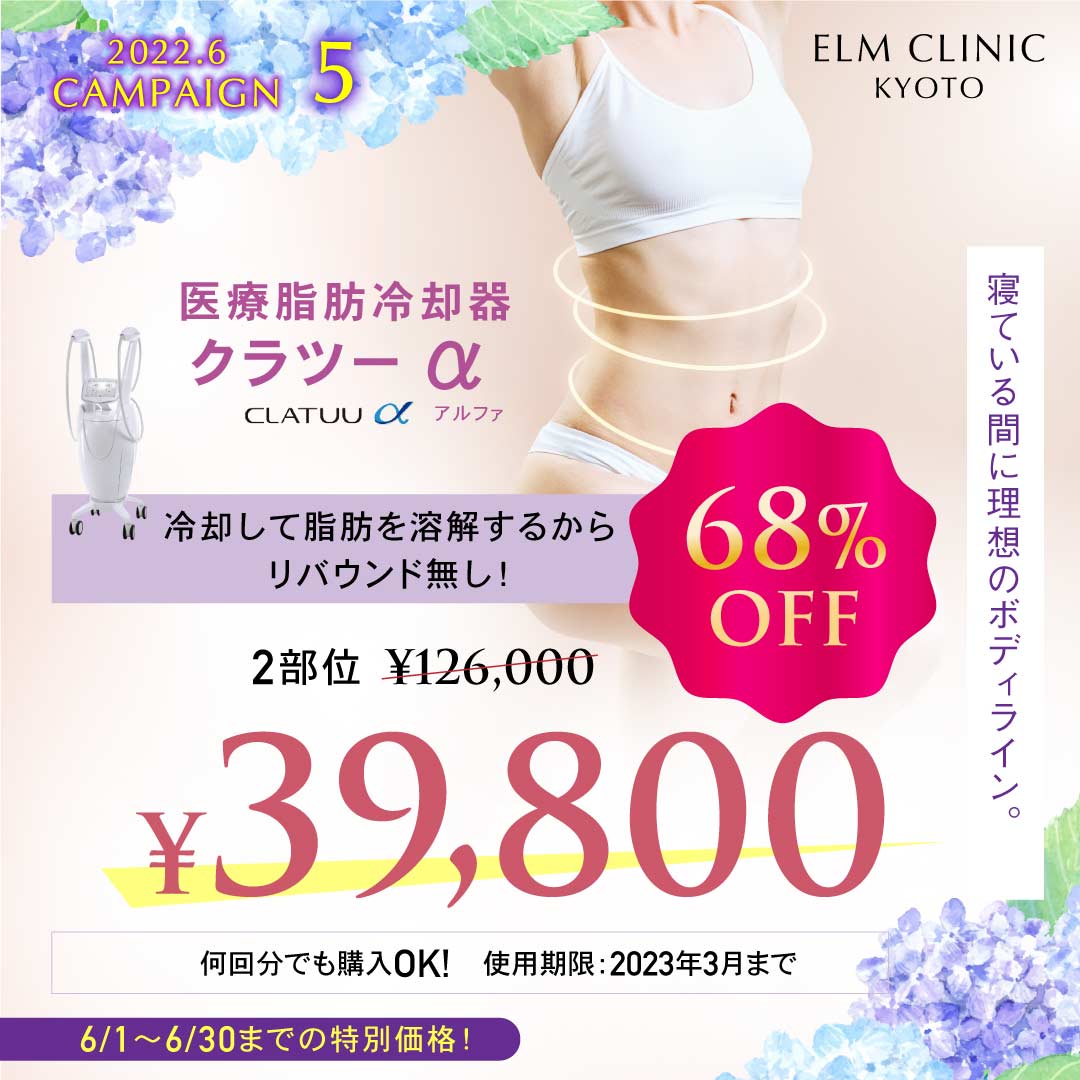 2022.6
CAMPAIGN 5
ELM CLINIC
KYOTO
医療脂肪冷却器
クラツー α
CLATUU α アルファ
寝ている間に理想のボディライン。
冷却して脂肪を溶解するから
リバウンド無し!
68%
OFF
2部位 ¥126,000
¥39,800
何回分でも購入OK! 使用期限:2023年3月まで
6/1〜6/30までの特別価格!